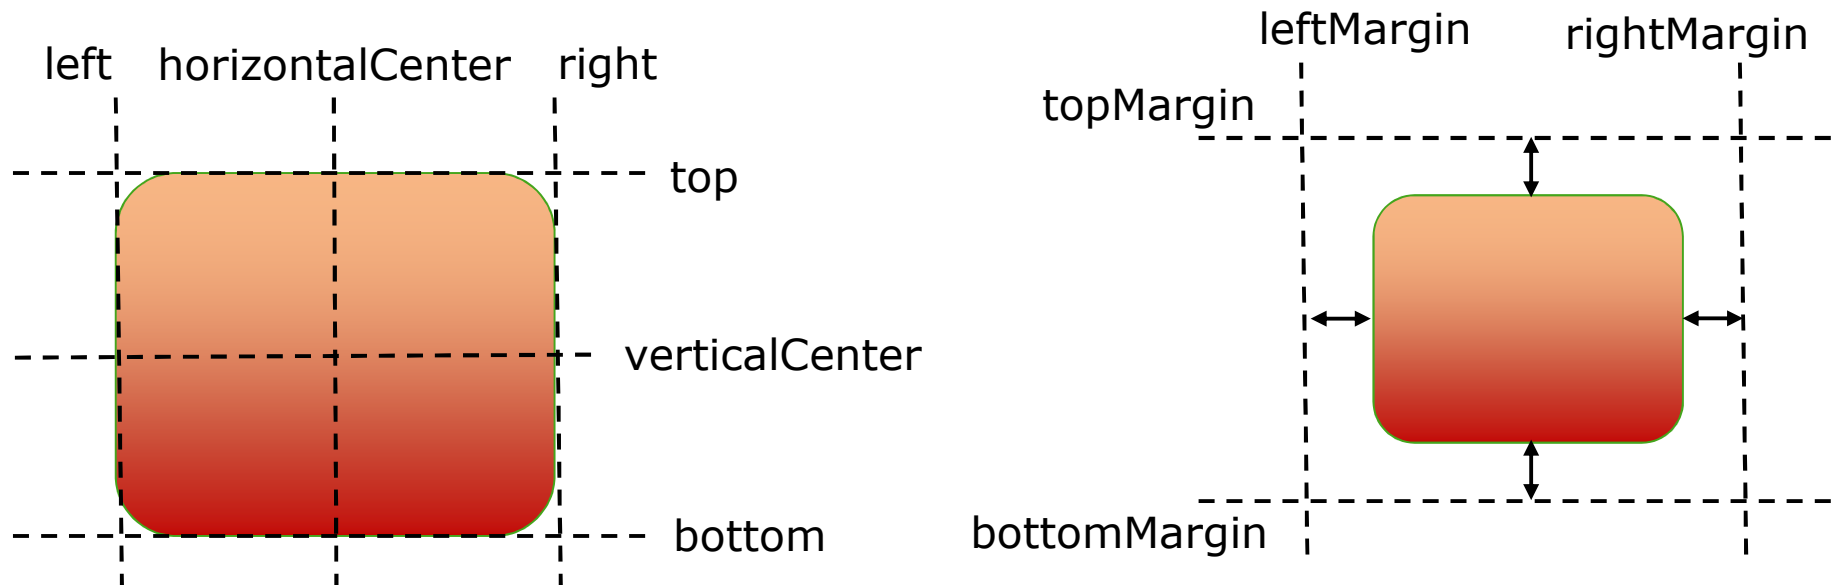 left horizontalCenter right
top
verticalCenter
bottom
leftMargin rightMargin
topMargin
bottomMargin